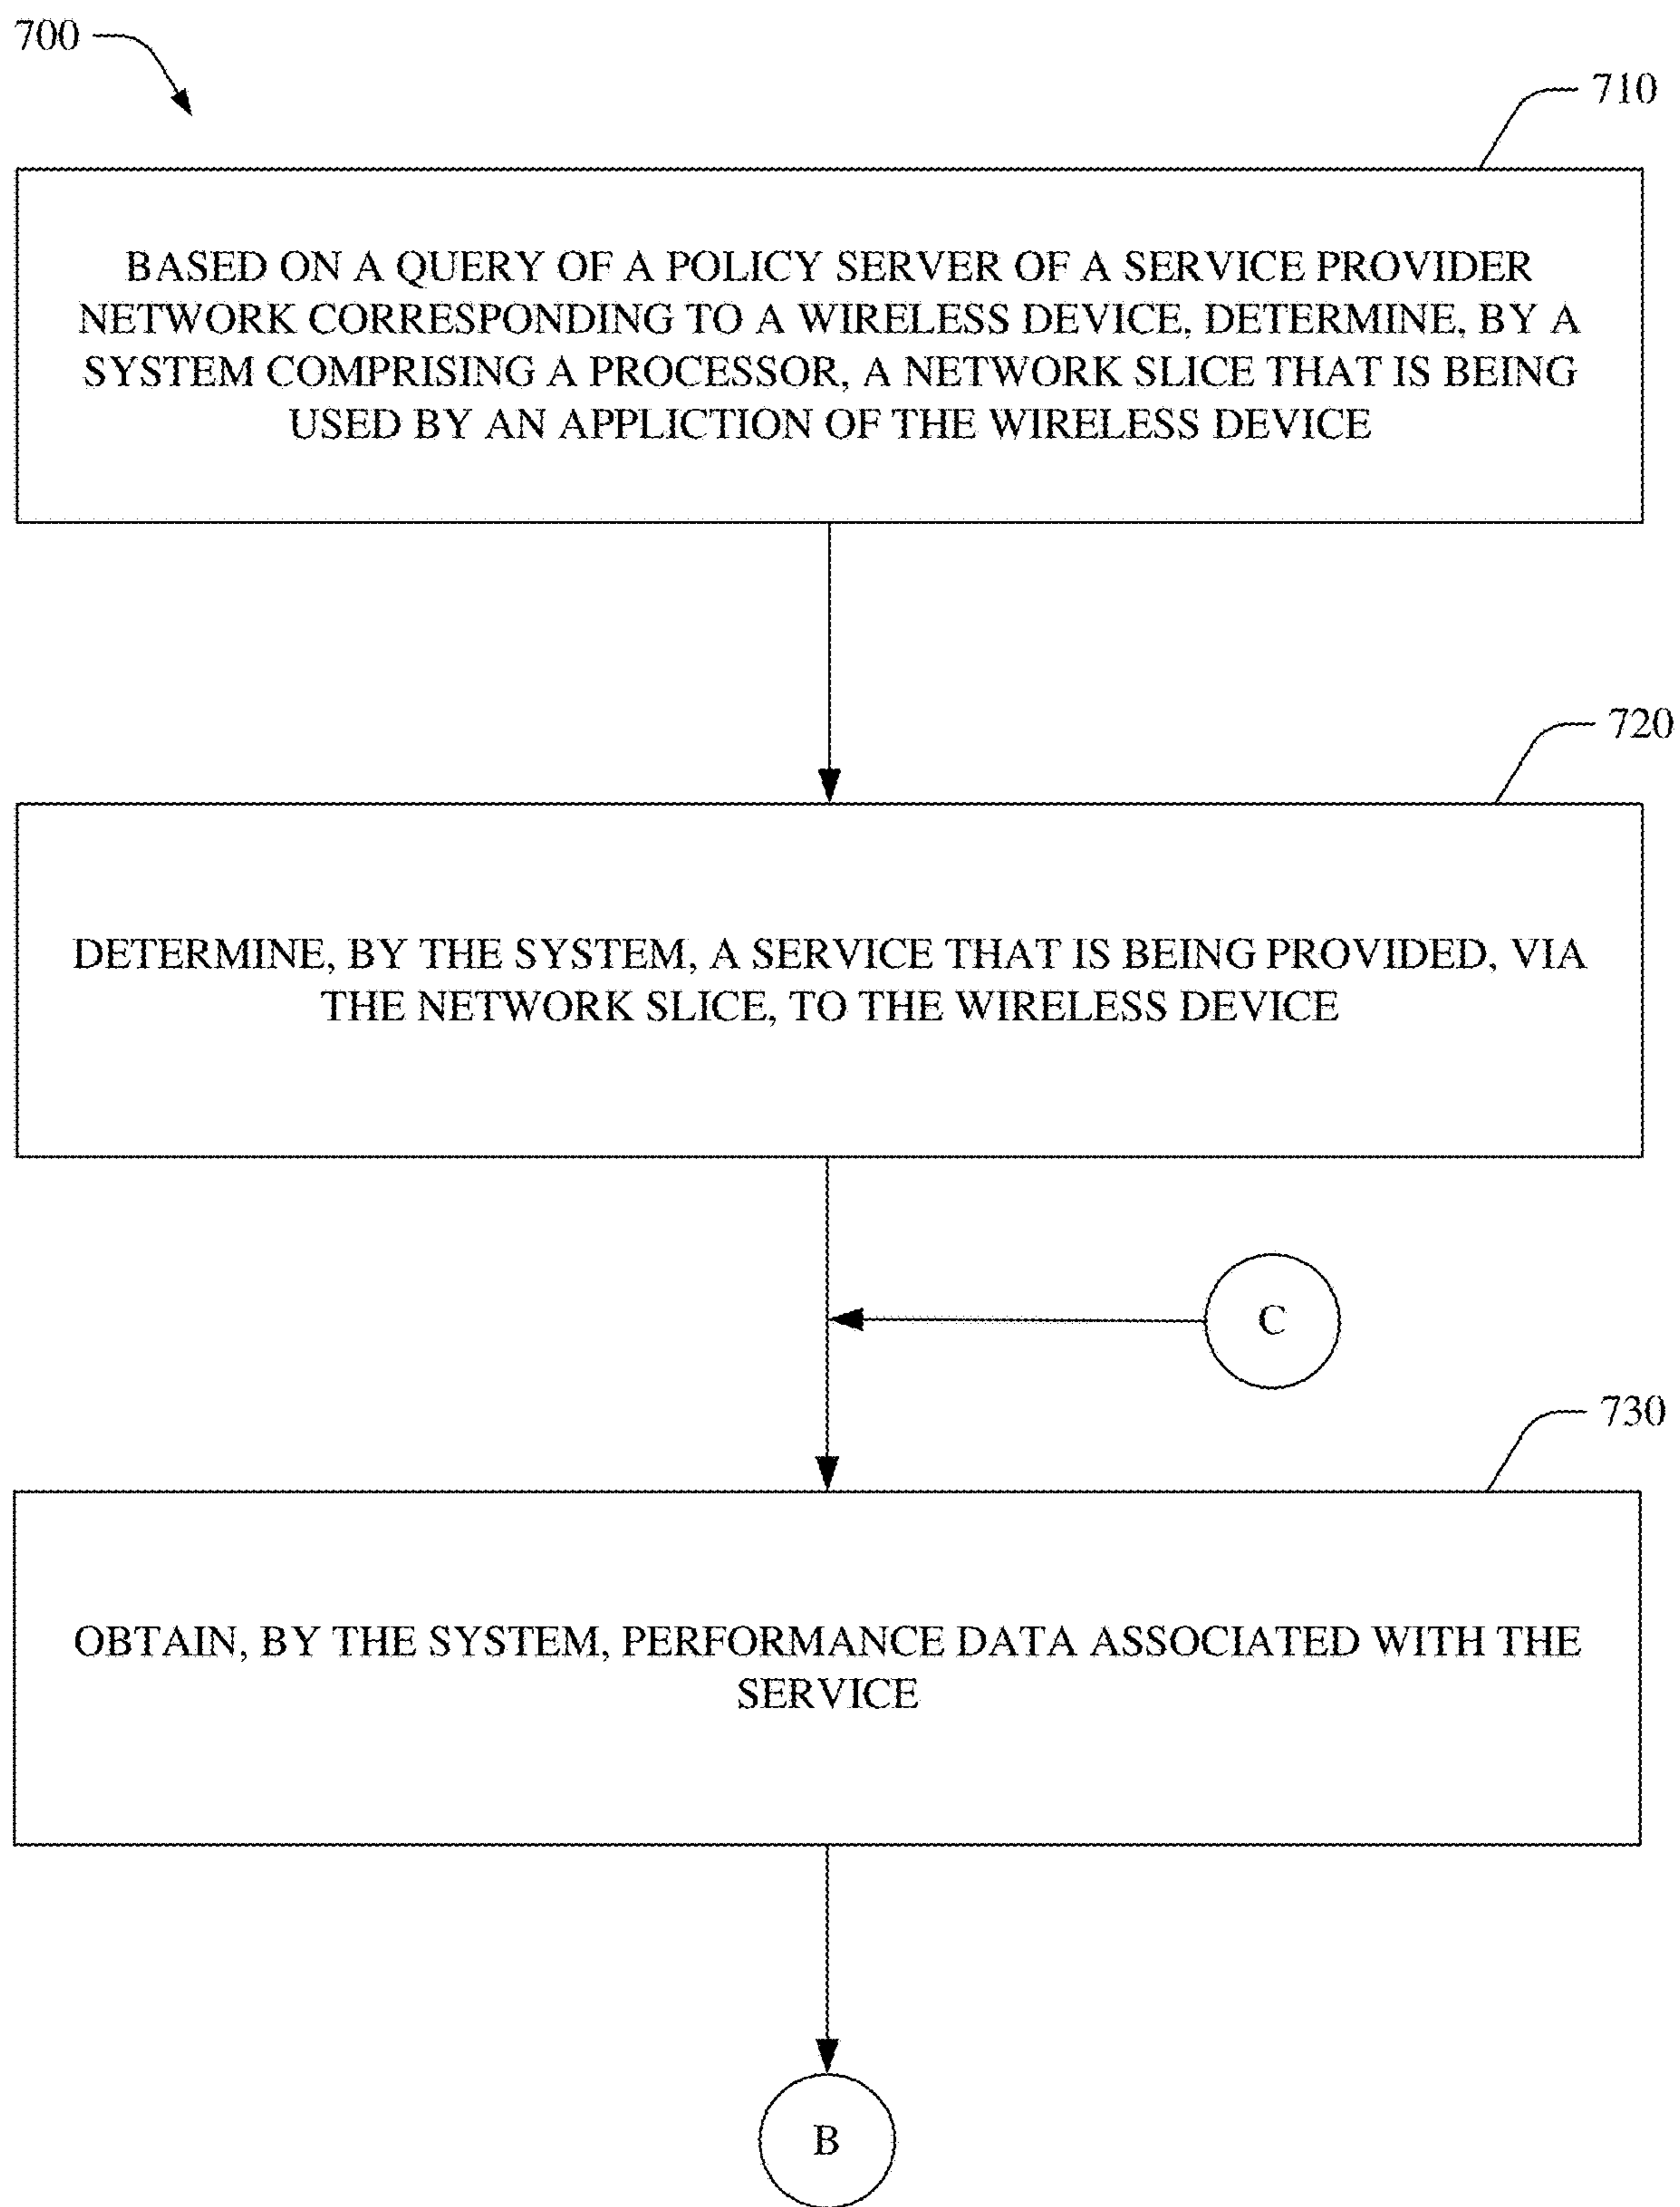 700
710
BASED ON A QUERY OF A POLICY SERVER OF A SERVICE PROVIDER
NETWORK CORRESPONDING TO A WIRELESS DEVICE, DETERMINE, BY A
SYSTEM COMPRISING A PROCESSOR, A NETWORK SLICE THAT IS BEING
USED BY AN APPLICTION OF THE WIRELESS DEVICE
720
DETERMINE, BY THE SYSTEM, A SERVICE THAT IS BEING PROVIDED, VIA
THE NETWORK SLICE, TO THE WIRELESS DEVICE
C
730
OBTAIN, BY THE SYSTEM, PERFORMANCE DATA ASSOCIATED WITH THE
SERVICE
B